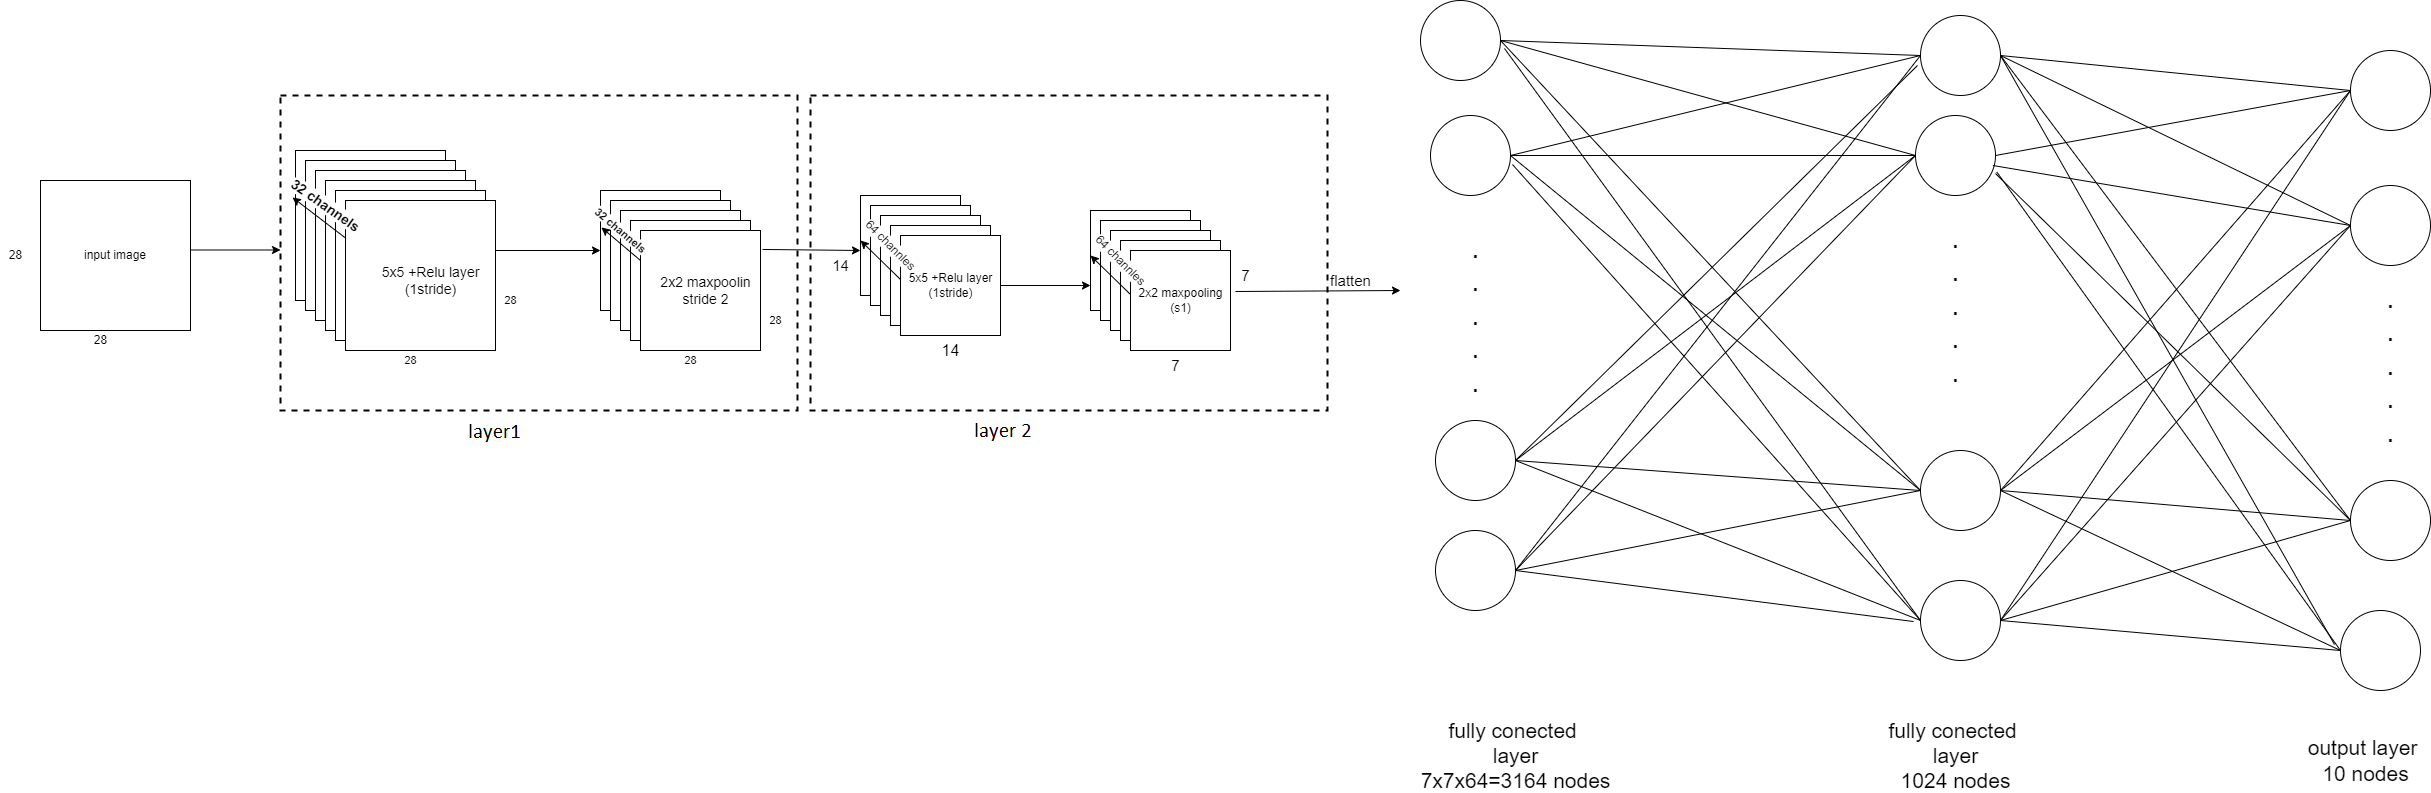 28
input image
28
32 channels
5x5 +Relu layer
(1stride)
28
28
32 channels
2x2 maxpoolin
stride 2
28
28
layer1
14
64 channles
5x5 +Relu layer
(1stride)
14
64 channles
2x2 maxpooling
(s1)
7
7
layer 2
flatten
fully conected
layer
7x7x64=3164 nodes
fully conected
layer
1024 nodes
output layer
10 nodes